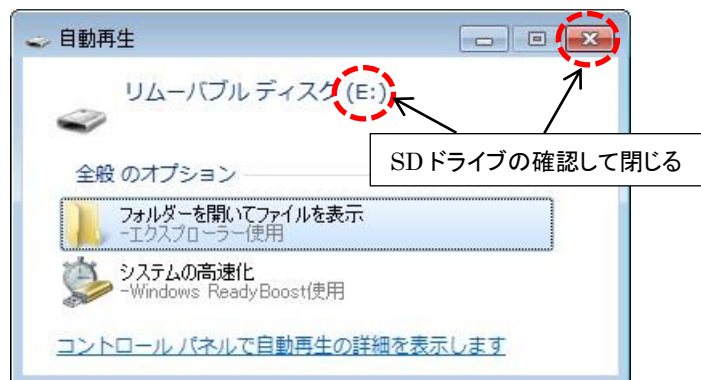 自動再生
リムーバブル ディスク (E:)
SDドライブの確認して閉じる
全般 のオプション
フォルダーを開いてファイルを表示
-エクスプローラー使用
システムの高速化
-Windows ReadyBoost使用
コントロール パネルで自動再生の詳細を表示します